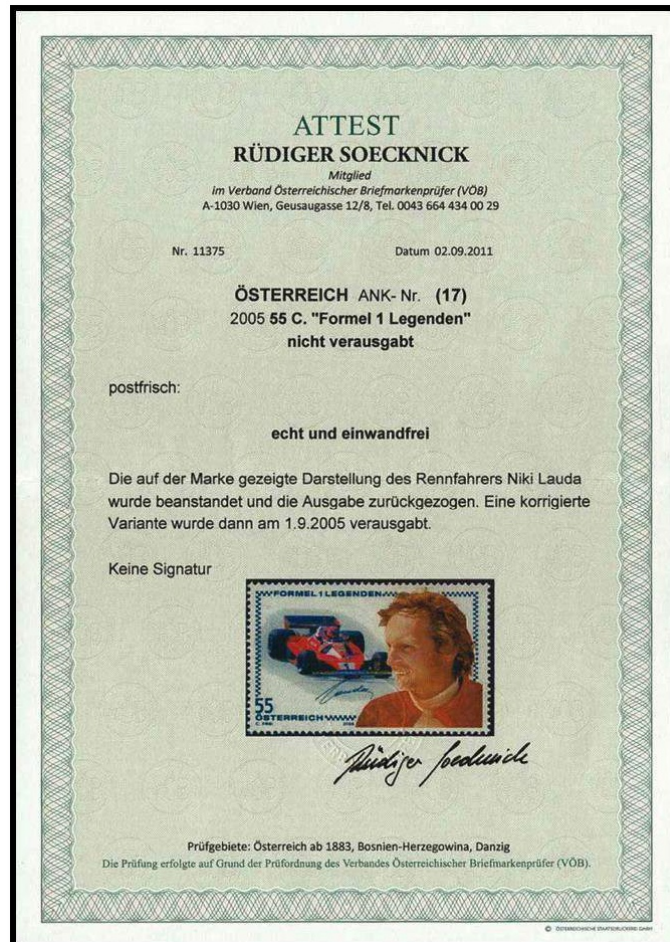 ATTEST
RÜDIGER SOECKNICK
Mitglied
im Verband Österreichischer Briefmarkenprüfer (VÖB)
A-1030 Wien, Geusaugasse 12/8, Tel. 0043 664 434 00 29
Nr. 11375 Datum 02.09.2011
ÖSTERREICH ANK- Nr. (17)
2005 55 C. "Formel 1 Legenden"
nicht verausgabt
postfrisch:
echt und einwandfrei
Die auf der Marke gezeigte Darstellung des Rennfahrers Niki Lauda
wurde beanstandet und die Ausgabe zurückgezogen. Eine korrigierte
Variante wurde dann am 1.9.2005 verausgabt.
Keine Signatur
FORMEL 1 LEGENDEN
Lauda
55
ÖSTERREICH
Rüdiger Soecknick
Prüfgebiete: Österreich ab 1883, Bosnien-Herzegowina, Danzig
Die Prüfung erfolgte auf Grund der Prüfordnung des Verbandes Österreichischer Briefmarkenprüfer (VÖB).
© ÖSTERREICHISCHE STAATSDRUCKEREI GMBH